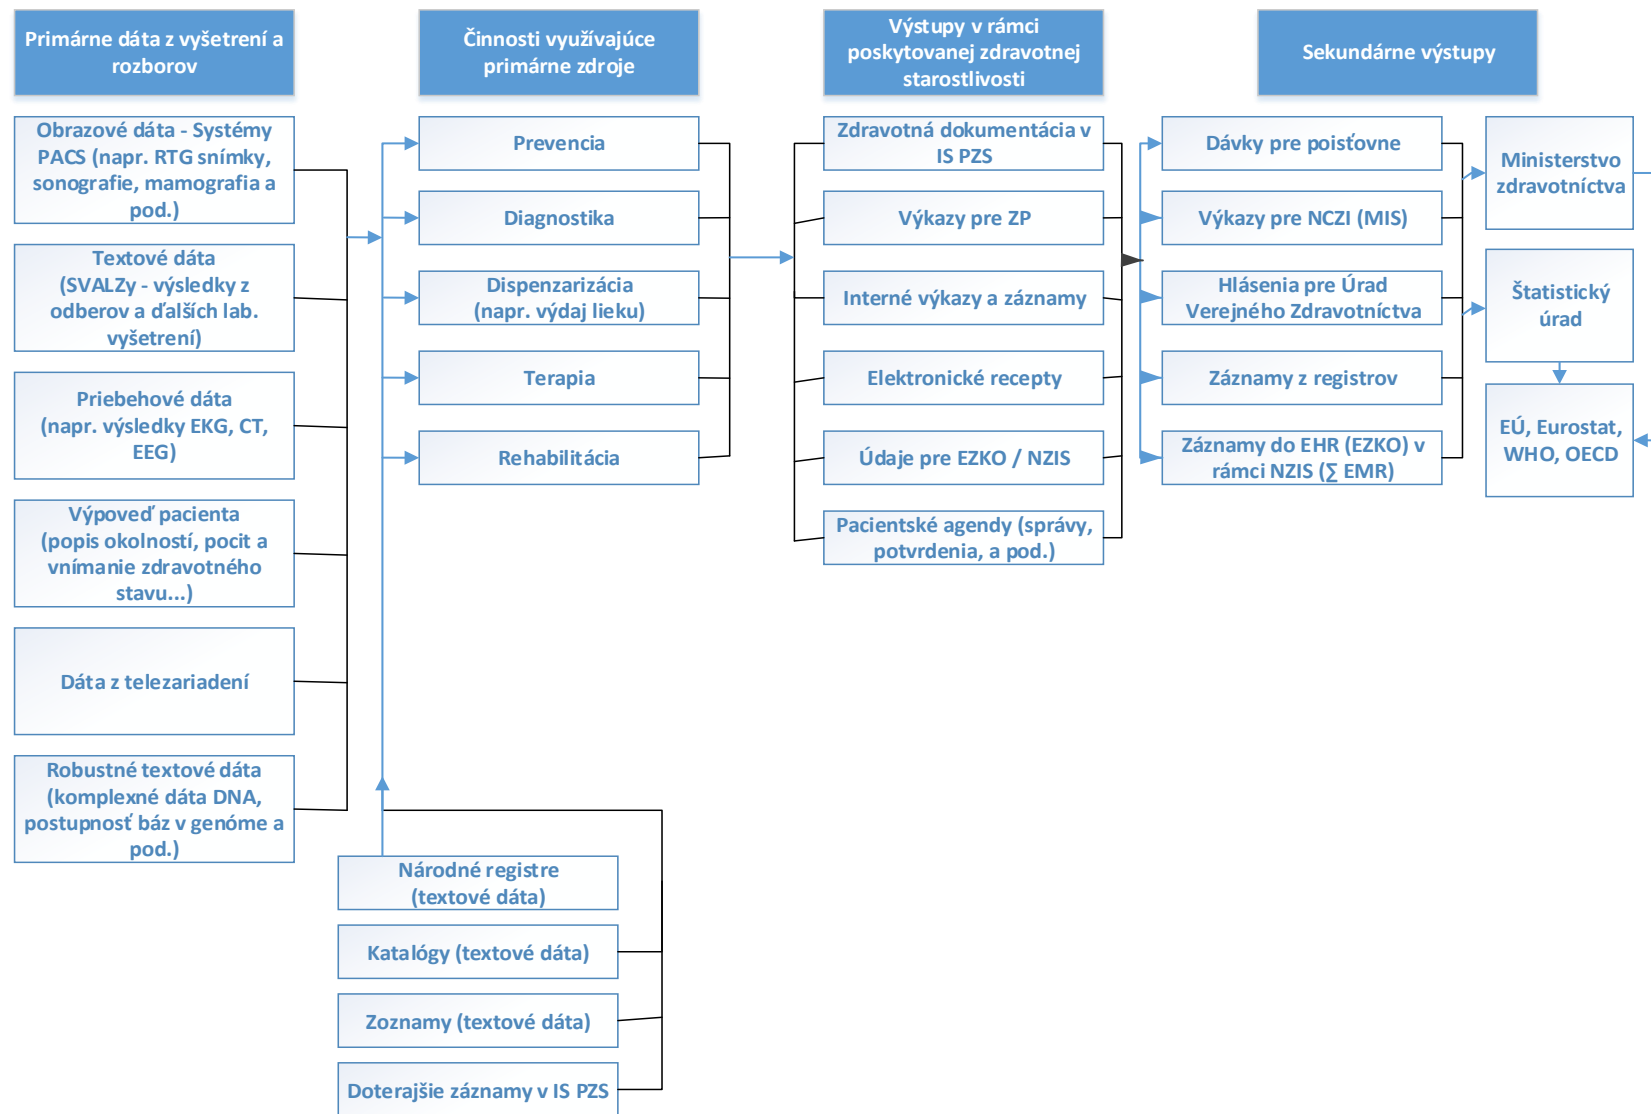 Primárne dáta z vyšetrení a
rozborov
Činnosti využívajúce
primárne zdroje
Výstupy v rámci
poskytovanej zdravotnej
starostlivosti
Sekundárne výstupy
Obrazové dáta - Systémy
PACS (napr. RTG snímky,
sonografie, mamografia a
pod.)
Textové dáta
(SVALZy - výsledky z
odberov a ďalších lab.
vyšetrení)
Priebehové dáta
(napr. výsledky EKG, CT,
EEG)
Výpoveď pacienta
(popis okolností, pocit a
vnímanie zdravotného
stavu...)
Dáta z telezariadení
Robustné textové dáta
(komplexné dáta DNA,
postupnosť báz v genóme a
pod.)
Prevencia
Diagnostika
Dispenzarizácia
(napr. výdaj lieku)
Terapia
Rehabilitácia
Národné registre
(textové dáta)
Katalógy (textové dáta)
Zoznamy (textové dáta)
Doterajšie záznamy v IS PZS
Zdravotná dokumentácia v
IS PZS
Výkazy pre ZP
Interné výkazy a záznamy
Elektronické recepty
Údaje pre EZKO / NZIS
Pacientské agendy (správy,
potvrdenia, a pod.)
Dávky pre poisťovne
Výkazy pre NCZI (MIS)
Hlásenia pre Úrad
Verejného Zdravotníctva
Záznamy z registrov
Záznamy do EHR (EZKO) v
rámci NZIS (∑ EMR)
Ministerstvo
zdravotníctva
Štatistický
úrad
EÚ, Eurostat,
WHO, OECD